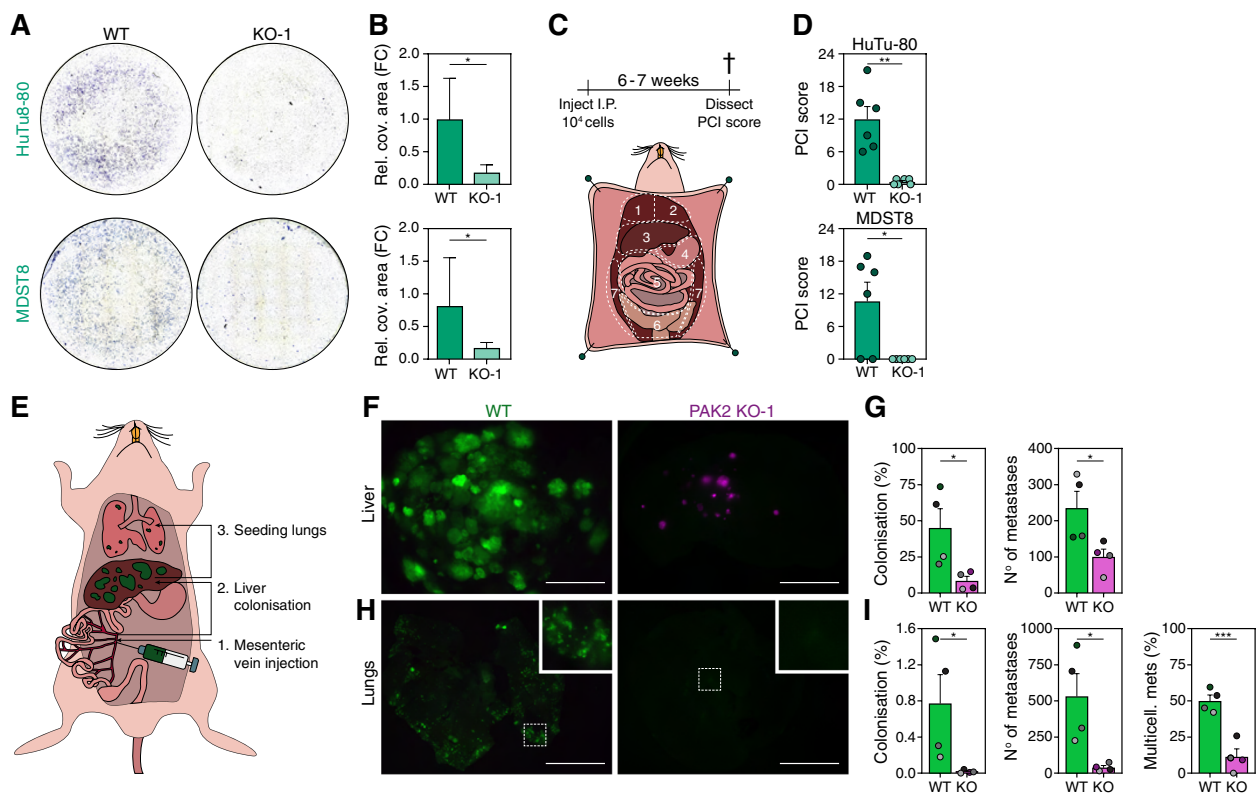 A
WT
KO-1
HuTu8-80
MDST8
B
Rel. cov. area (FC)
2.0
1.5
1.0
0.5
0.0
*
WT
KO-1
Rel. cov. area (FC)
2.0
1.5
1.0
0.5
0.0
*
WT
KO-1
C
6-7 weeks
†
Inject I.P.
10⁴ cells
Dissect
PCI score
1
2
3
4
5
7
7
6
D
HuTu-80
PCI score
24
18
12
6
0
**
WT
KO-1
MDST8
PCI score
24
18
12
6
0
*
WT
KO-1
E
3. Seeding lungs
2. Liver
colonisation
1. Mesenteric
vein injection
F
WT
PAK2 KO-1
Liver
G
Colonisation (%)
100
75
50
25
0
*
WT
KO
Nº of metastases
400
300
200
100
0
*
WT
KO
H
Lungs
I
Colonisation (%)
1.6
1.2
0.8
0.4
0.0
*
WT
KO
Nº of metastases
1000
750
500
250
0
*
WT
KO
Multicell. mets (%)
100
75
50
25
0
***
WT
KO